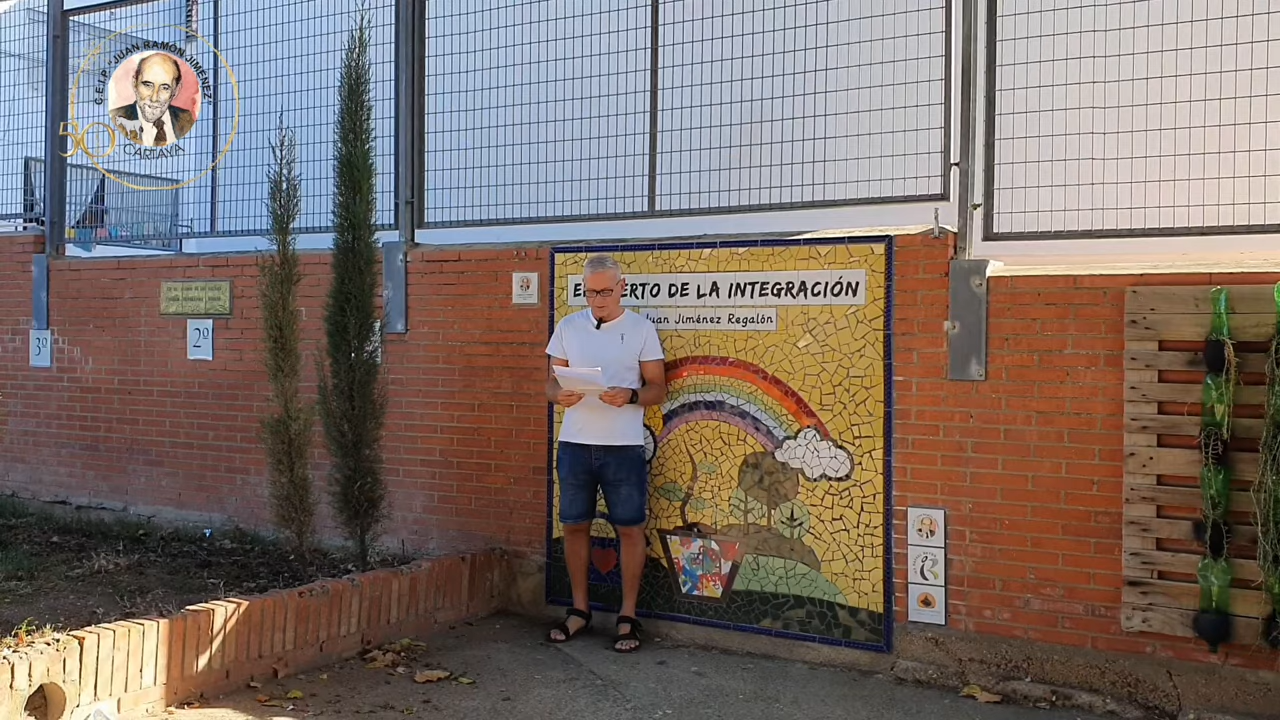 C.E.I.P. "JUAN RAMÓN JIMÉNEZ"
50
CARTAYA
3º
2º
E ERTO DE LA INTEGRACIÓN
Juan Jiménez Regalón